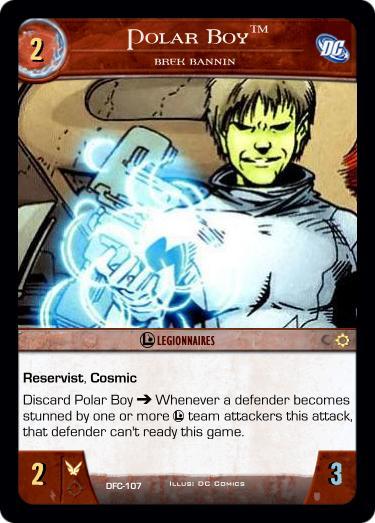 2
POLAR BOY™
BREK BANNIN
DC
LEGIONNAIRES
Reservist, Cosmic
Discard Polar Boy ➔ Whenever a defender becomes
stunned by one or more L team attackers this attack,
that defender can't ready this game.
2
DFC-107
ILLUS: DC COMICS
3